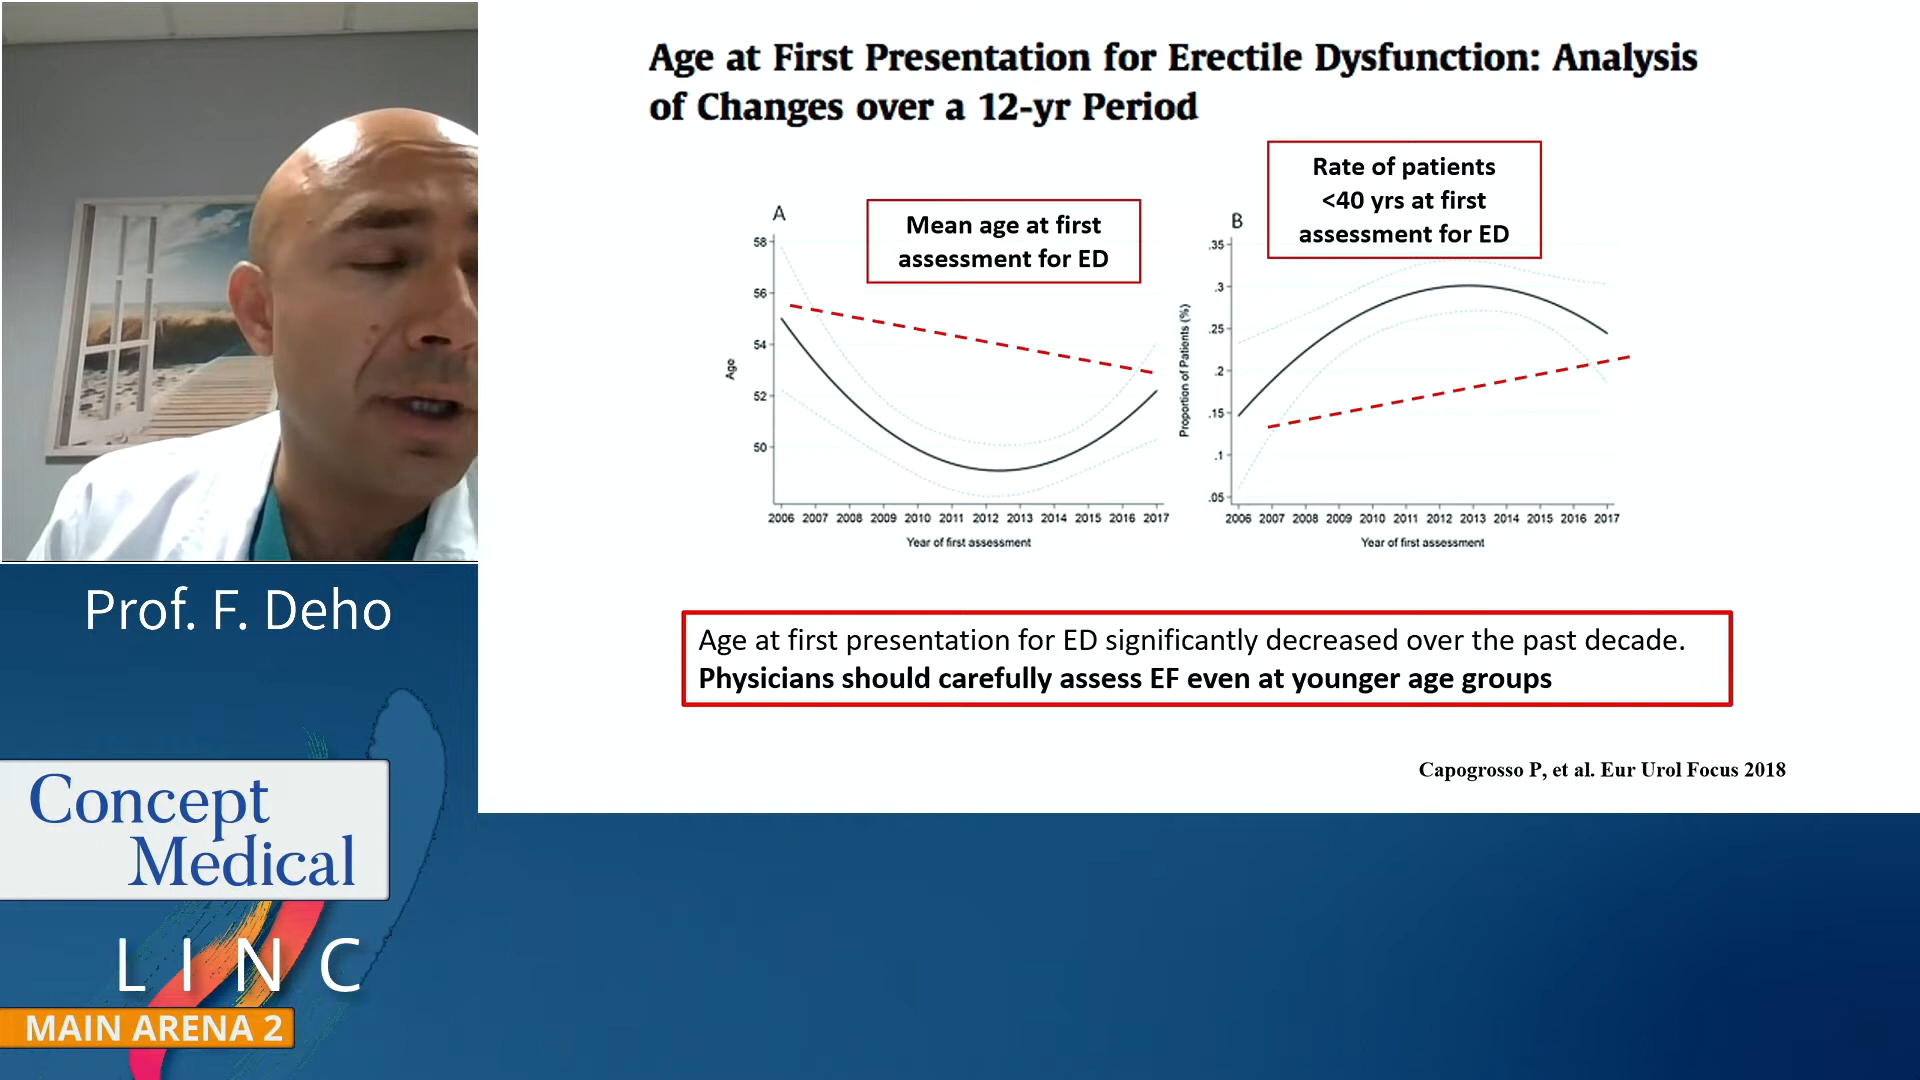 Age at First Presentation for Erectile Dysfunction: Analysis
of Changes over a 12-yr Period
A
Mean age at first
assessment for ED
58
56
54
52
50
Age
2006 2007 2008 2009 2010 2011 2012 2013 2014 2015 2016 2017
Year of first assessment
B
Rate of patients
<40 yrs at first
assessment for ED
.35
.3
.25
.2
.15
.1
.05
Proportion of Patients (%)
2006 2007 2008 2009 2010 2011 2012 2013 2014 2015 2016 2017
Year of first assessment
Age at first presentation for ED significantly decreased over the past decade.
Physicians should carefully assess EF even at younger age groups
Capogrosso P, et al. Eur Urol Focus 2018
Prof. F. Deho
Concept
Medical
LINC
MAIN ARENA 2